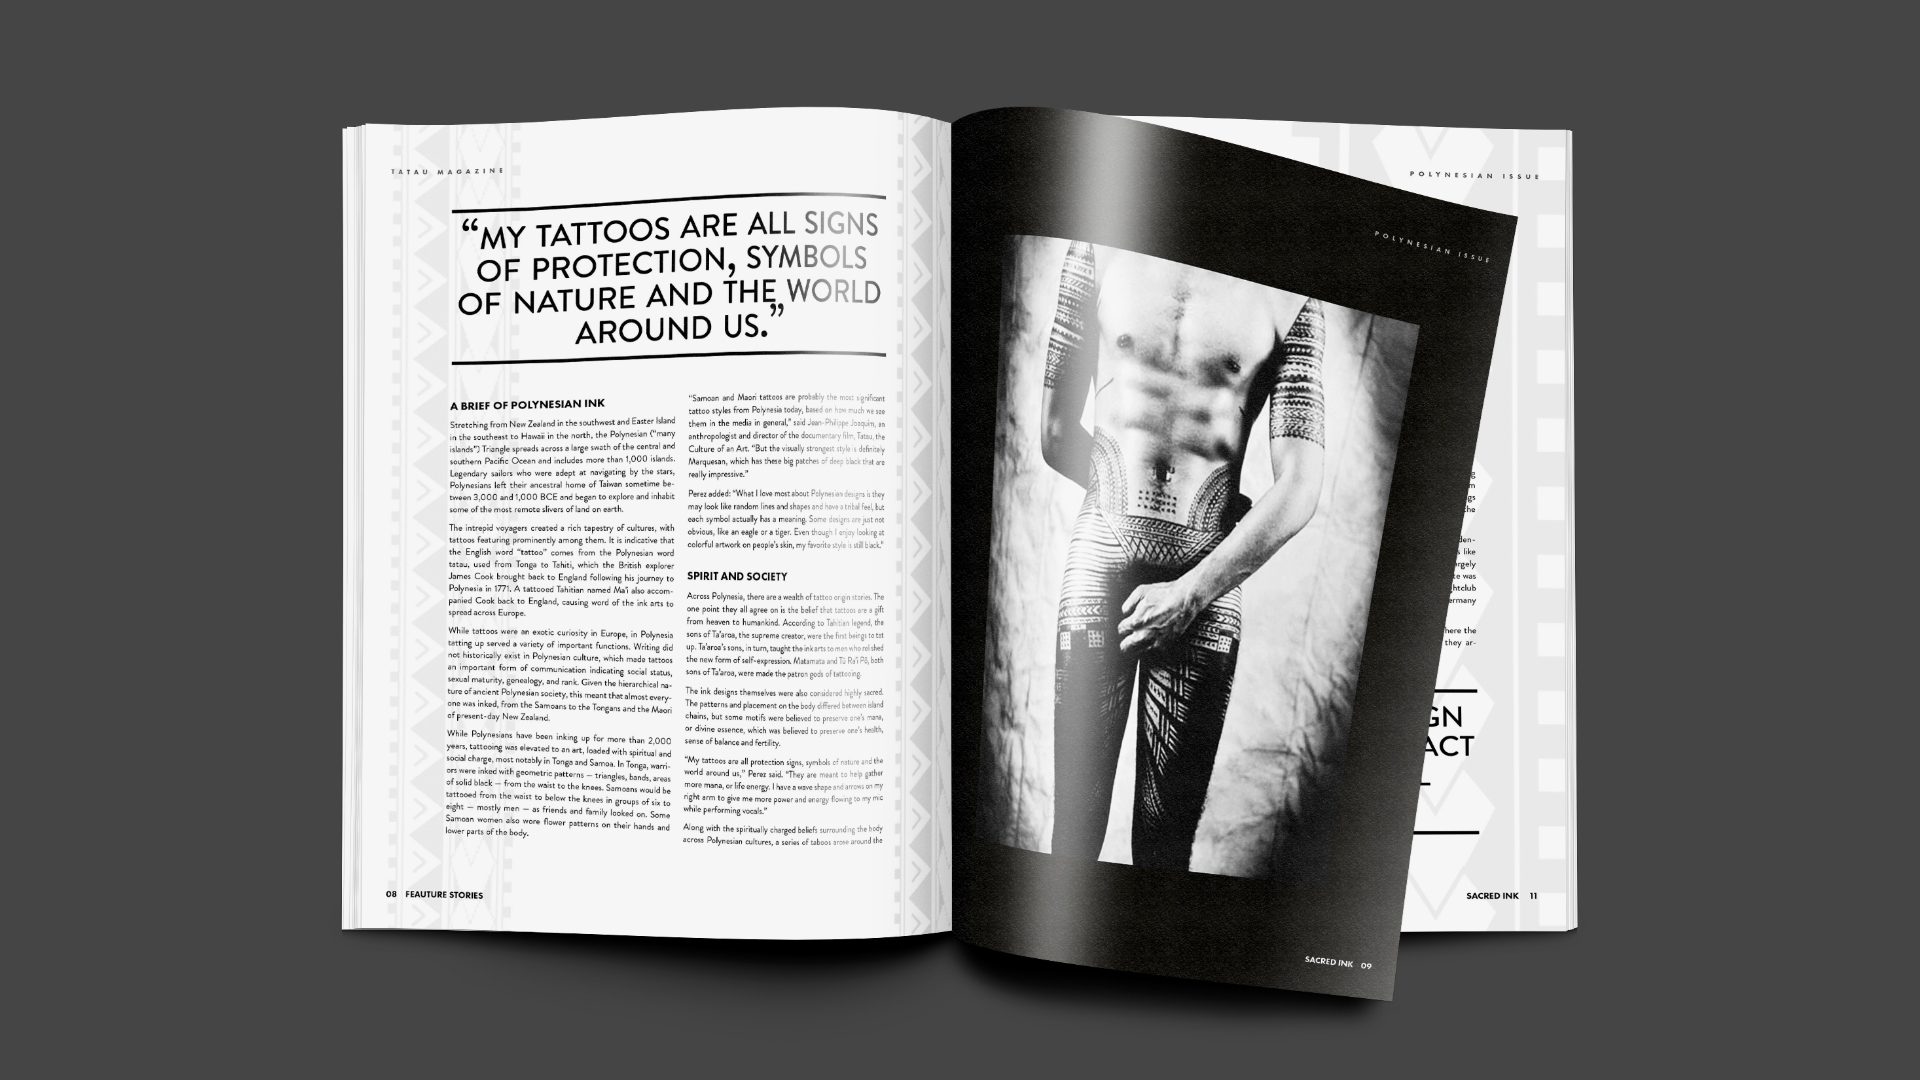 TATAU MAGAZINE
“MY TATTOOS ARE ALL SIGNS
OF PROTECTION, SYMBOLS
OF NATURE AND THE WORLD
AROUND US.”
A BRIEF OF POLYNESIAN INK
Stretching from New Zealand in the southwest and Easter Island
in the southeast to Hawaii in the north, the Polynesian (“many
islands”) Triangle spreads across a large swath of the central and
southern Pacific Ocean and includes more than 1,000 islands.
Legendary sailors who were adept at navigating by the stars,
Polynesians left their ancestral home of Taiwan sometime be-
tween 3,000 and 1,000 BCE and began to explore and inhabit
some of the most remote slivers of land on earth.
The intrepid voyagers created a rich tapestry of cultures, with
tattoos featuring prominently among them. It is indicative that
the English word “tattoo” comes from the Polynesian word
tatau, used from Tonga to Tahiti, which the British explorer
James Cook brought back to England following his journey to
Polynesia in 1771. A tattooed Tahitian named Ma'i also accom-
panied Cook back to England, causing word of the ink arts to
spread across Europe.
While tattoos were an exotic curiosity in Europe, in Polynesia
tatting up served a variety of important functions. Writing did
not historically exist in Polynesian culture, which made tattoos
an important form of communication indicating social status,
sexual maturity, genealogy, and rank. Given the hierarchical na-
ture of ancient Polynesian society, this meant that almost every-
one was inked, from the Samoans to the Tongans and the Maori
of present-day New Zealand.
While Polynesians have been inking up for more than 2,000
years, tattooing was elevated to an art, loaded with spiritual and
social charge, most notably in Tonga and Samoa. In Tonga, warri-
ors were inked with geometric patterns — triangles, bands, areas
of solid black — from the waist to the knees. Samoans would be
tattooed from the waist to below the knees in groups of six to
eight — mostly men — as friends and family looked on. Some
Samoan women also wore flower patterns on their hands and
lower parts of the body.
“Samoan and Maori tattoos are probably the most significant
tattoo styles from Polynesia today, based on how much we see
them in the media in general,” said Jean-Philippe Joaquim, an
anthropologist and director of the documentary film, Tatau, the
Culture of an Art. “But the visually strongest style is definitely
Marquesan, which has these big patches of deep black that are
really impressive.”
Perez added: “What I love most about Polynesian designs is they
may look like random lines and shapes and have a tribal feel, but
each symbol actually has a meaning. Some designs are just not
obvious, like an eagle or a tiger. Even though I enjoy looking at
colorful artwork on people's skin, my favorite style is still black.”
SPIRIT AND SOCIETY
Across Polynesia, there are a wealth of tattoo origin stories. The
one point they all agree on is the belief that tattoos are a gift
from heaven to humankind. According to Tahitian legend, the
sons of Ta'aroa, the supreme creator, were the first beings to tat
up. Ta'aroa's sons, in turn, taught the ink arts to men who relished
the new form of self-expression. Matamata and Tū Ra'i Pō, both
sons of Ta'aroa, were made the patron gods of tattooing.
The ink designs themselves were also considered highly sacred.
The patterns and placement on the body differed between island
chains, but some motifs were believed to preserve one's mana,
or divine essence, which was believed to preserve one's health,
sense of balance and fertility.
“My tattoos are all protection signs, symbols of nature and the
world around us,” Perez said. “They are meant to help gather
more mana, or life energy. I have a wave shape and arrows on my
right arm to give me more power and energy flowing to my mic
while performing vocals.”
Along with the spiritually charged beliefs surrounding the body
across Polynesian cultures, a series of taboos arose around the
08 FEAUTURE STORIES
POLYNESIAN ISSUE
SACRED INK 09
POLYNESIAN ISSUE
the
like
was
here the
they ar-
GN
ACT
SACRED INK 11